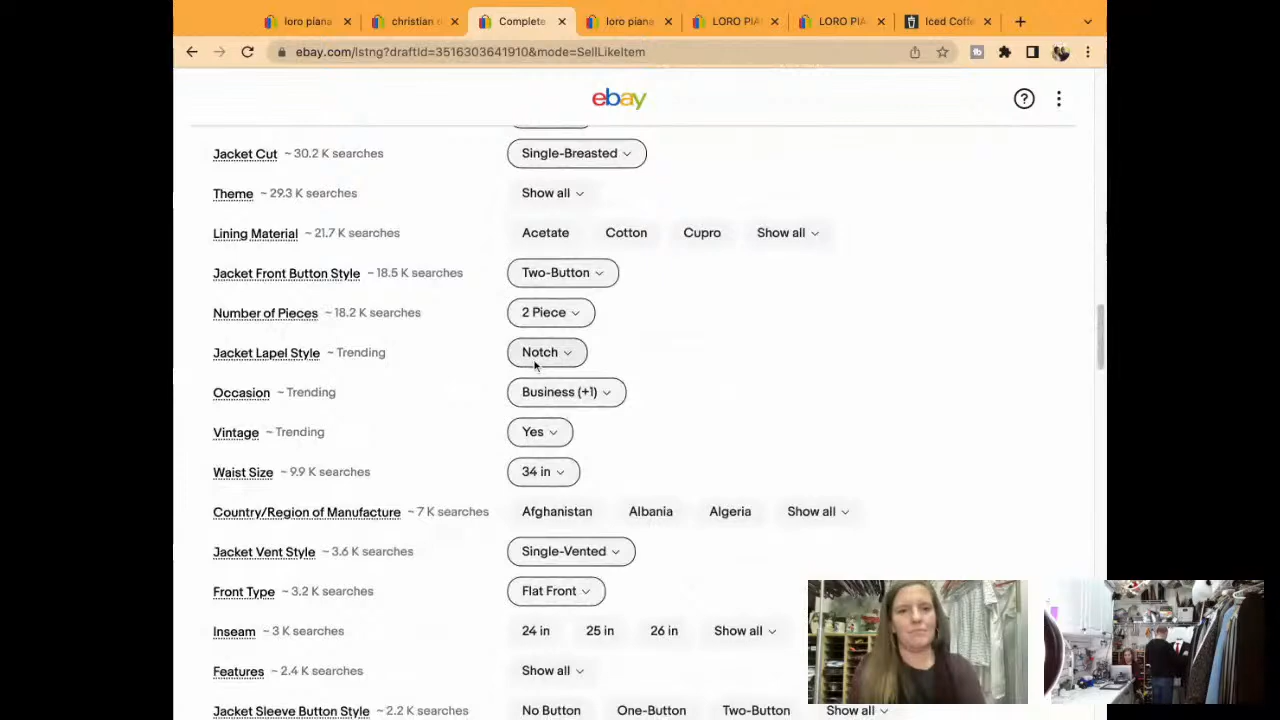 loro piana
christian
Complete
loro piana
LORO PIA
LORO PIA
Iced Coffe
ebay.com/lstng?draftId=3516303641910&mode=SellLikeItem
ebay
Jacket Cut ~ 30.2 K searches Single-Breasted
Theme ~ 29.3 K searches Show all
Lining Material ~ 21.7 K searches Acetate Cotton Cupro Show all
Jacket Front Button Style ~ 18.5 K searches Two-Button
Number of Pieces ~ 18.2 K searches 2 Piece
Jacket Lapel Style ~ Trending Notch
Occasion ~ Trending Business (+1)
Vintage ~ Trending Yes
Waist Size ~ 9.9 K searches 34 in
Country/Region of Manufacture ~ 7 K searches Afghanistan Albania Algeria Show all
Jacket Vent Style ~ 3.6 K searches Single-Vented
Front Type ~ 3.2 K searches Flat Front
Inseam ~ 3 K searches 24 in 25 in 26 in Show all
Features ~ 2.4 K searches Show all
Jacket Sleeve Button Style ~ 2.2 K searches No Button One-Button Two-Button Show all